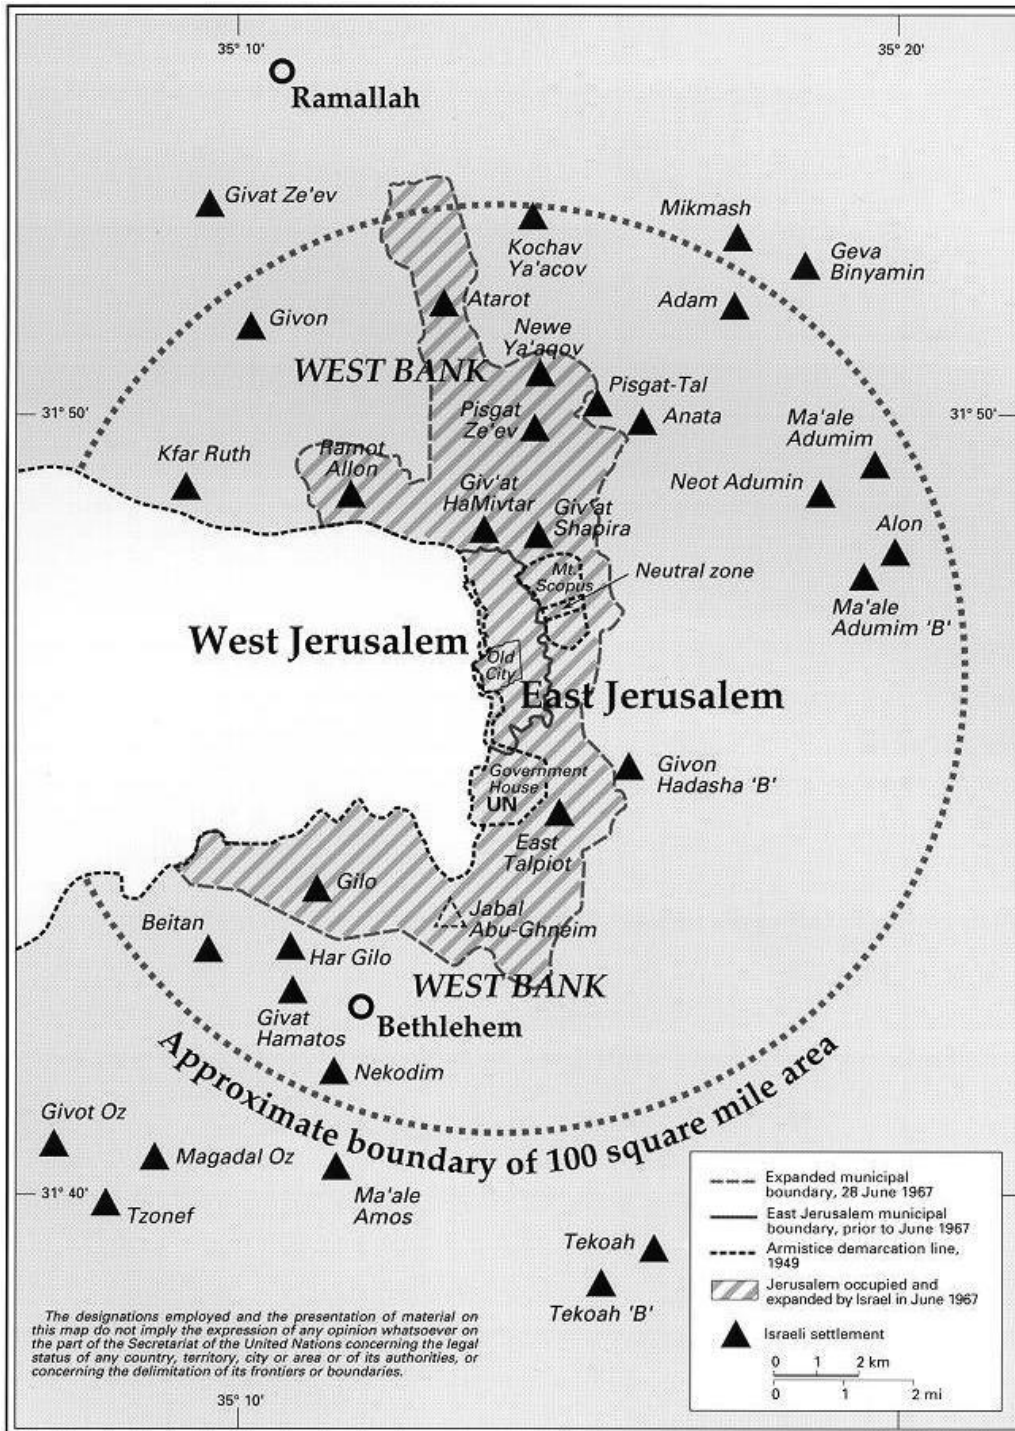 35° 10'
35° 20'
Ramallah
Givat Ze'ev
Mikmash
Kochav
Ya'acov
Geva
Binyamin
Atarot
Adam
Givon
Newe
Ya'aqov
WEST BANK
Pisgat-Tal
31° 50'
Pisgat
Ze'ev
Anata
31° 50'
Ma'ale
Adumim
Kfar Ruth
Ramot
Allon
Giv'at
HaMivtar
Neot Adumin
Giv'at
Shapira
Alon
Mt.
Scopus
Neutral zone
Ma'ale
Adumim 'B'
West Jerusalem
Old
City
East Jerusalem
Givon
Hadasha 'B'
Government
House
UN
East
Talpiot
Gilo
Jabal
Abu-Ghneim
Beitan
Har Gilo
WEST BANK
Givat
Hamatos
Bethlehem
Nekodim
Approximate boundary of 100 square mile area
Givot Oz
Magadal Oz
Ma'ale
Amos
31° 40'
Tzonef
Tekoah
Tekoah 'B'
Expanded municipal
boundary, 28 June 1967
East Jerusalem municipal
boundary, prior to June 1967
Armistice demarcation line,
1949
Jerusalem occupied and
expanded by Israel in June 1967
Israeli settlement
0 1 2 km
0 1 2 mi
The designations employed and the presentation of material on
this map do not imply the expression of any opinion whatsoever on
the part of the Secretariat of the United Nations concerning the legal
status of any country, territory, city or area or of its authorities, or
concerning the delimitation of its frontiers or boundaries.
35° 10'